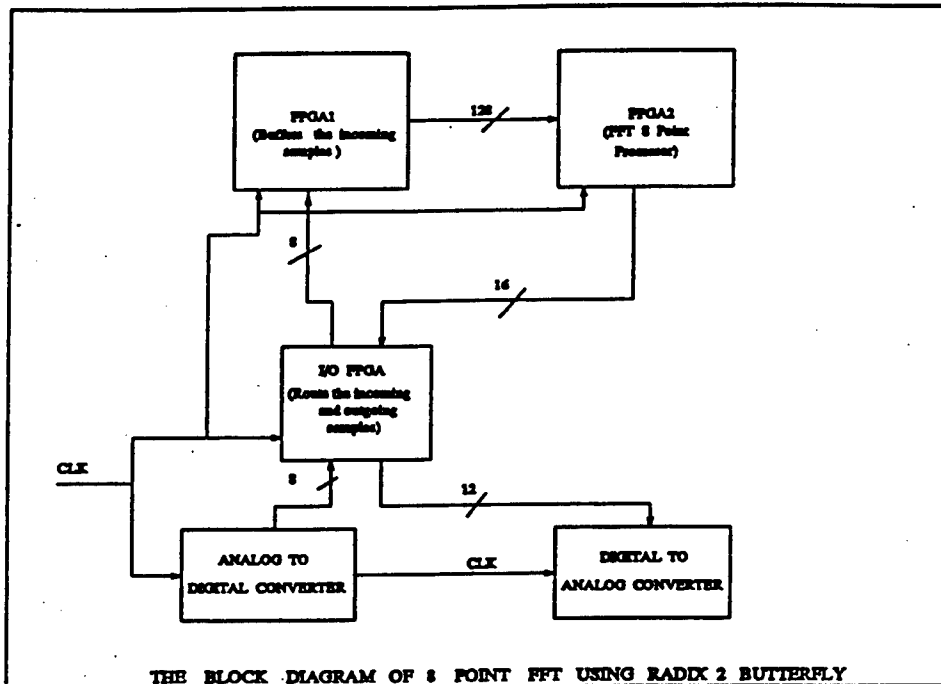 FPGA1
(Buffers the incoming
samples )
128
FPGA2
(FFT 8 Point
Processor)
8
16
I/O FPGA
(Route the incoming
and outgoing
samples)
CLK
8
12
ANALOG TO
DIGITAL CONVERTER
CLK
DIGITAL TO
ANALOG CONVERTER
THE BLOCK DIAGRAM OF 8 POINT FFT USING RADIX 2 BUTTERFLY